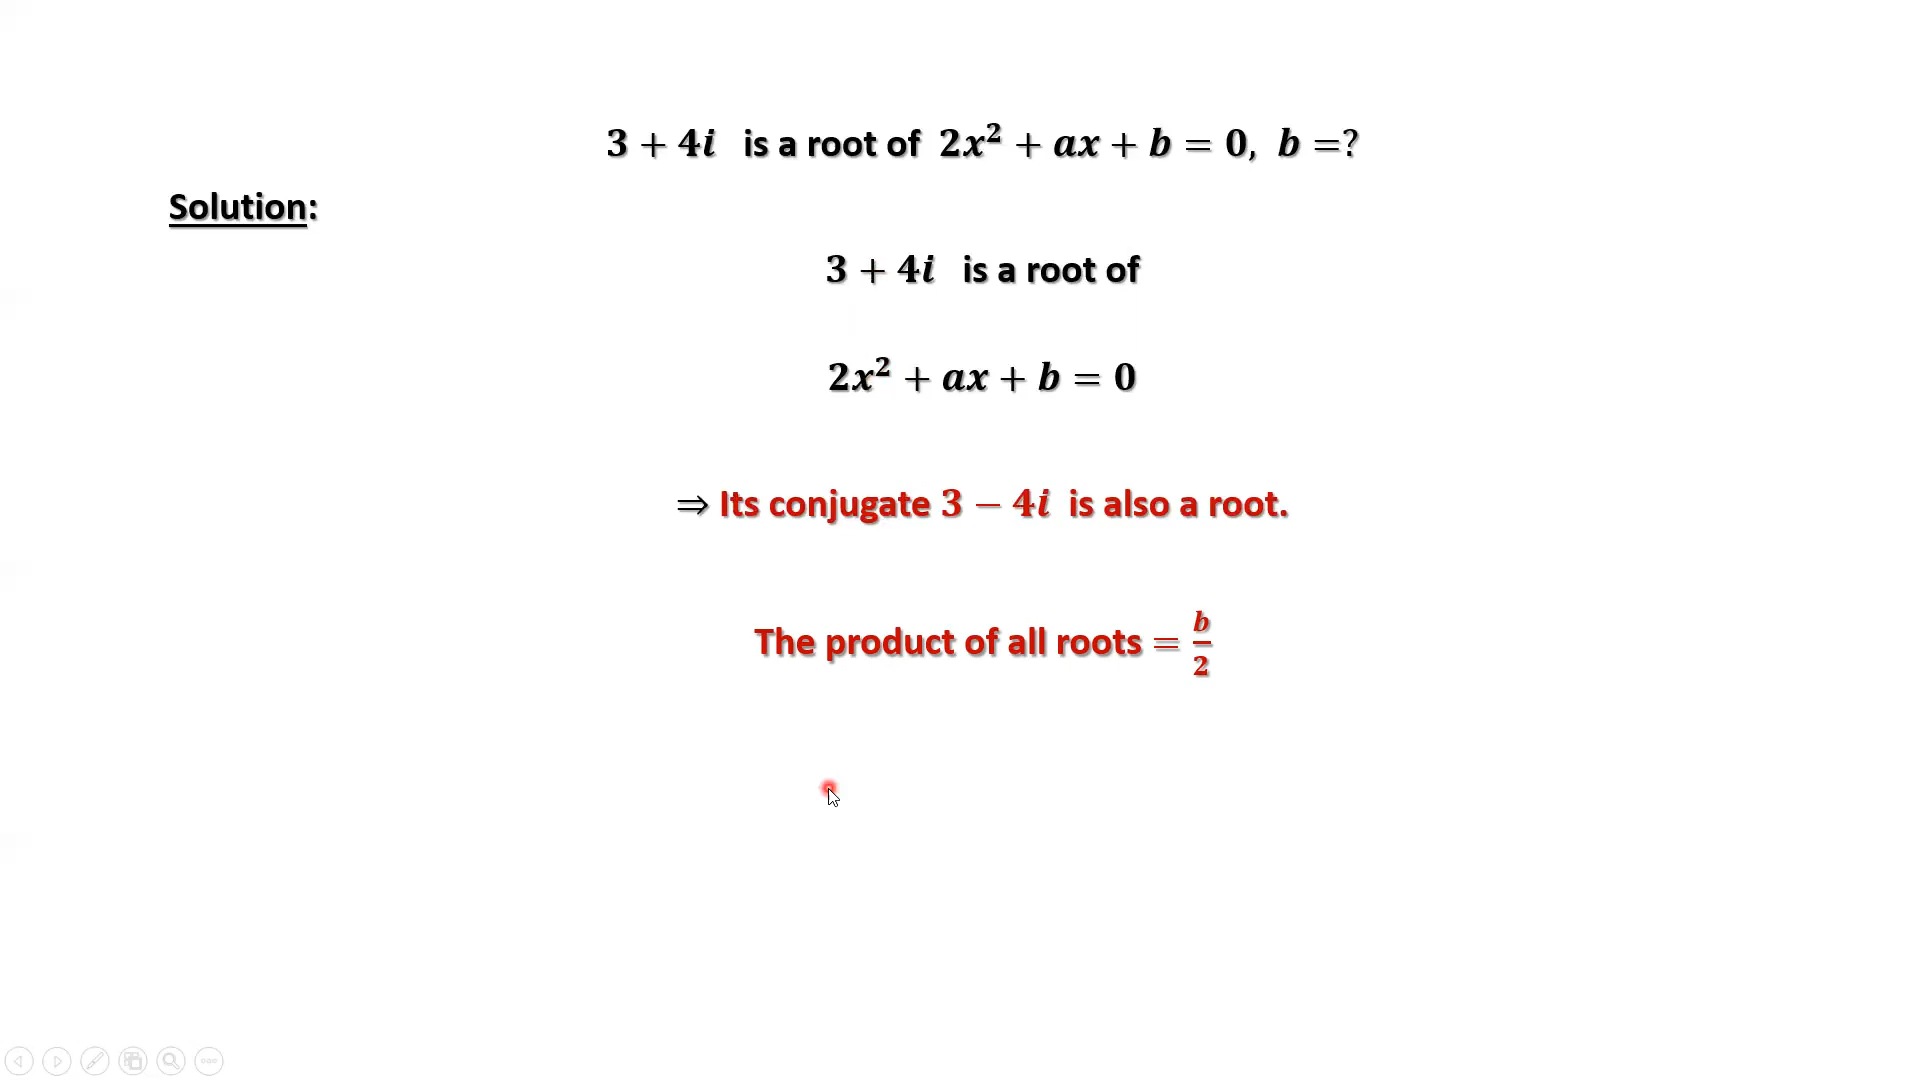 3 + 4i is a root of 2x² + ax + b = 0, b =?
Solution:
3 + 4i is a root of
2x² + ax + b = 0
⇒ Its conjugate 3 − 4i is also a root.
The product of all roots = b/2